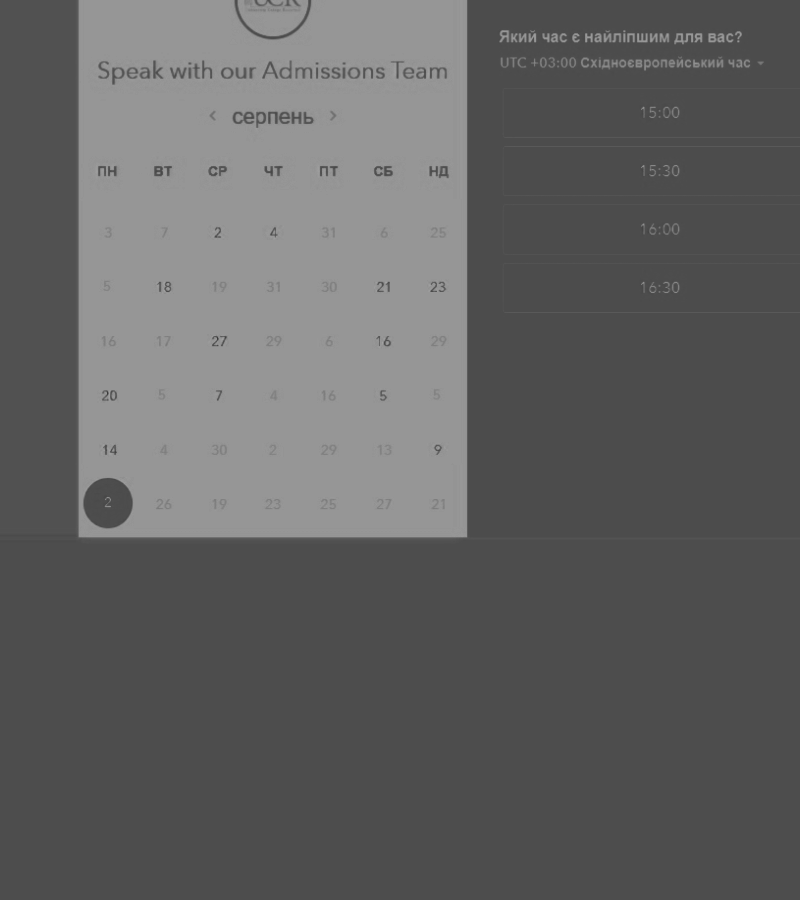 UCR
Speak with our Admissions Team
< серпень >
ПН ВТ СР ЧТ ПТ СБ НД
3 7 2 4 31 6 25
5 18 19 31 30 21 23
16 17 27 29 6 16 29
20 5 7 4 16 5 5
14 4 30 2 29 13 9
2 26 19 23 25 27 21
Який час є найліпшим для вас?
UTC +03:00 Східноєвропейський час
15:00
15:30
16:00
16:30